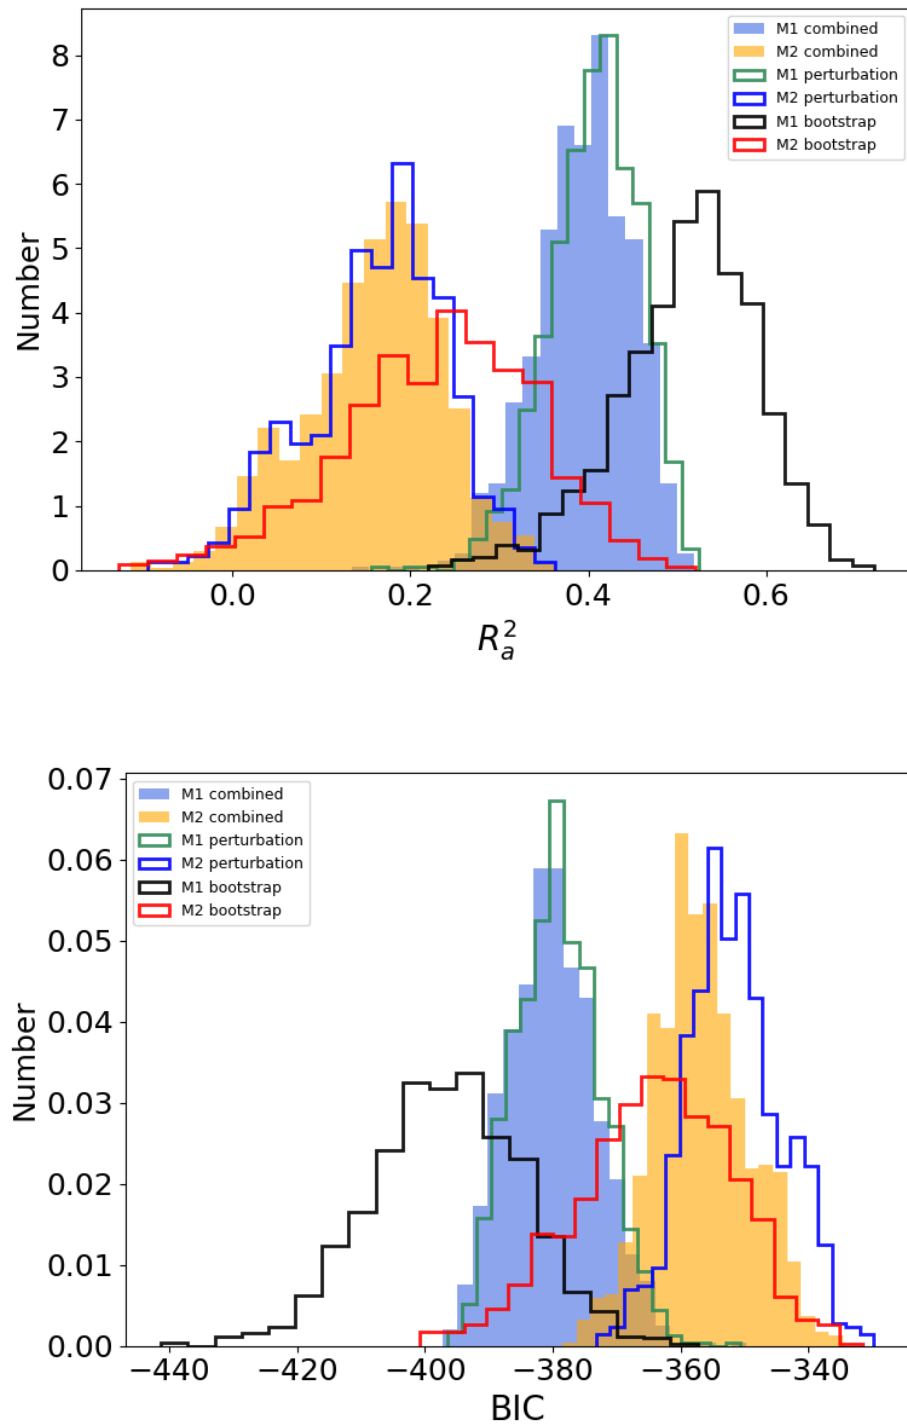 8
7
6
5
4
3
2
1
0
Number
M1 combined
M2 combined
M1 perturbation
M2 perturbation
M1 bootstrap
M2 bootstrap
0.0 0.2 0.4 0.6
R_a^2
0.07
0.06
0.05
0.04
0.03
0.02
0.01
0.00
Number
M1 combined
M2 combined
M1 perturbation
M2 perturbation
M1 bootstrap
M2 bootstrap
−440 −420 −400 −380 −360 −340
BIC